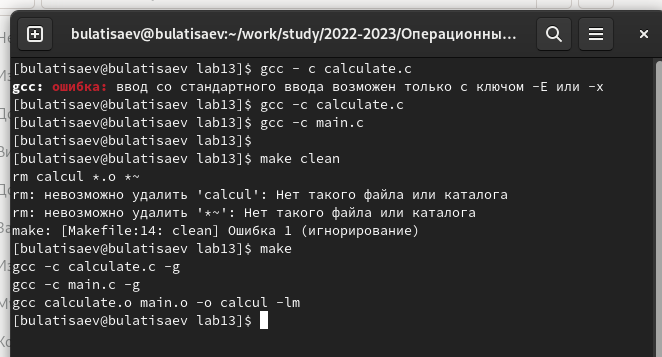 bulatisaev@bulatisaev:~/work/study/2022-2023/Операционны...
[bulatisaev@bulatisaev lab13]$ gcc - c calculate.c
gcc: ошибка: ввод со стандартного ввода возможен только с ключом -E или -x
[bulatisaev@bulatisaev lab13]$ gcc -c calculate.c
[bulatisaev@bulatisaev lab13]$ gcc -c main.c
[bulatisaev@bulatisaev lab13]$
[bulatisaev@bulatisaev lab13]$ make clean
rm calcul *.o *~
rm: невозможно удалить 'calcul': Нет такого файла или каталога
rm: невозможно удалить '*~': Нет такого файла или каталога
make: [Makefile:14: clean] Ошибка 1 (игнорирование)
[bulatisaev@bulatisaev lab13]$ make
gcc -c calculate.c -g
gcc -c main.c -g
gcc calculate.o main.o -o calcul -lm
[bulatisaev@bulatisaev lab13]$